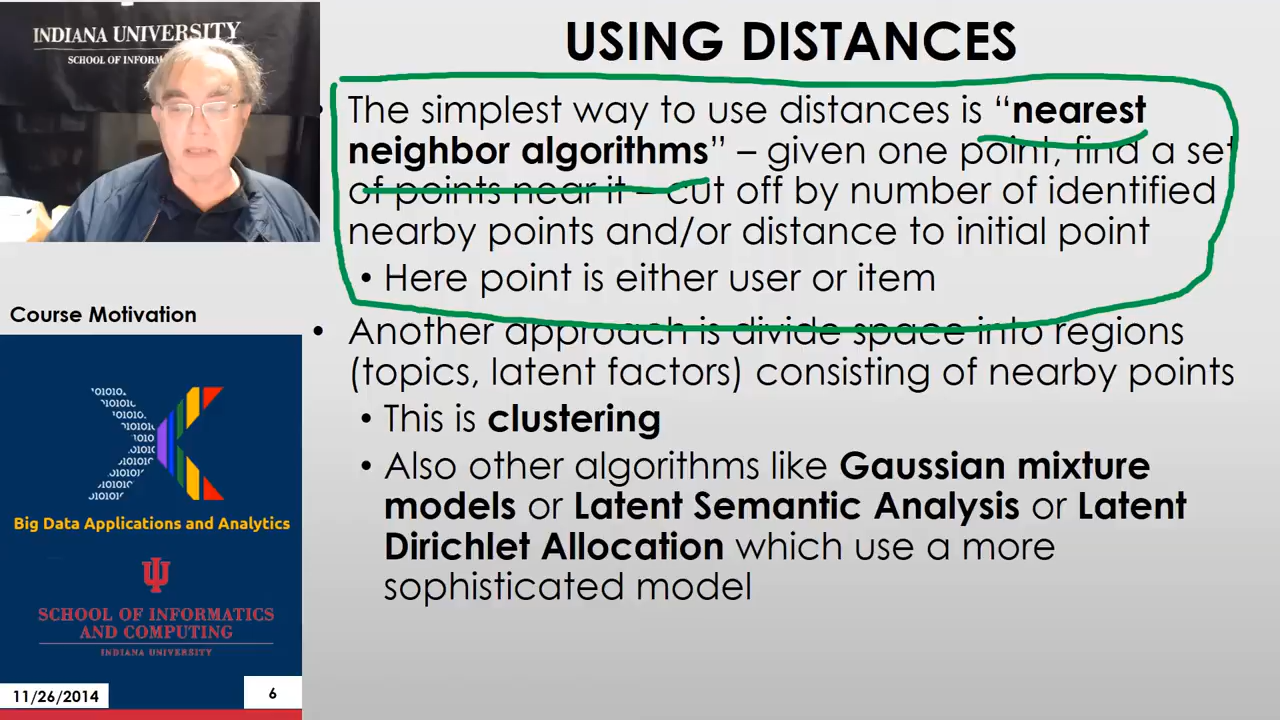 INDIANA UNIVERSITY
SCHOOL OF INFORM
USING DISTANCES
• The simplest way to use distances is “nearest
neighbor algorithms” – given one point, find a set
of points near it – cut off by number of identified
nearby points and/or distance to initial point
• Here point is either user or item
• Another approach is divide space into regions
(topics, latent factors) consisting of nearby points
• This is clustering
• Also other algorithms like Gaussian mixture
models or Latent Semantic Analysis or Latent
Dirichlet Allocation which use a more
sophisticated model
Course Motivation
Big Data Applications and Analytics
SCHOOL OF INFORMATICS
AND COMPUTING
INDIANA UNIVERSITY
11/26/2014
6